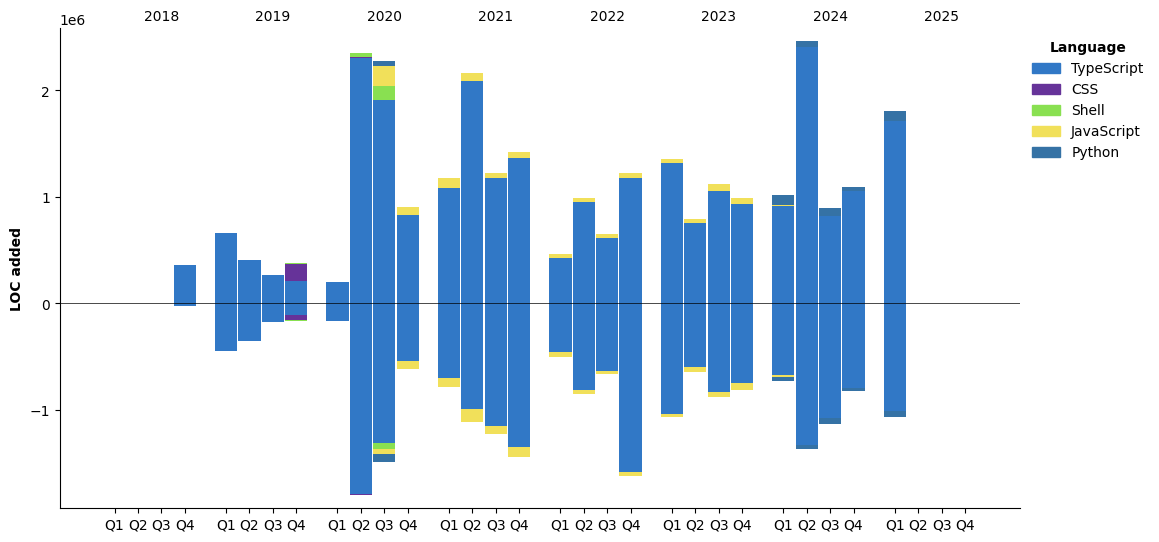 2018 2019 2020 2021 2022 2023 2024 2025
1e6
Language
TypeScript
CSS
Shell
JavaScript
Python
2
1
0
−1
LOC added
Q1 Q2 Q3 Q4 Q1 Q2 Q3 Q4 Q1 Q2 Q3 Q4 Q1 Q2 Q3 Q4 Q1 Q2 Q3 Q4 Q1 Q2 Q3 Q4 Q1 Q2 Q3 Q4 Q1 Q2 Q3 Q4